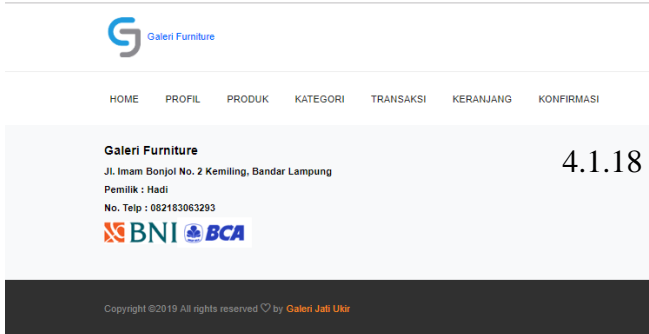 Galeri Furniture
HOME PROFIL PRODUK KATEGORI TRANSAKSI KERANJANG KONFIRMASI
Galeri Furniture
4.1.18
Jl. Imam Bonjol No. 2 Kemiling, Bandar Lampung
Pemilik : Hadi
No. Telp : 082183063293
BNI BCA
Copyright ©2019 All rights reserved ♡ by Galeri Jati Ukir